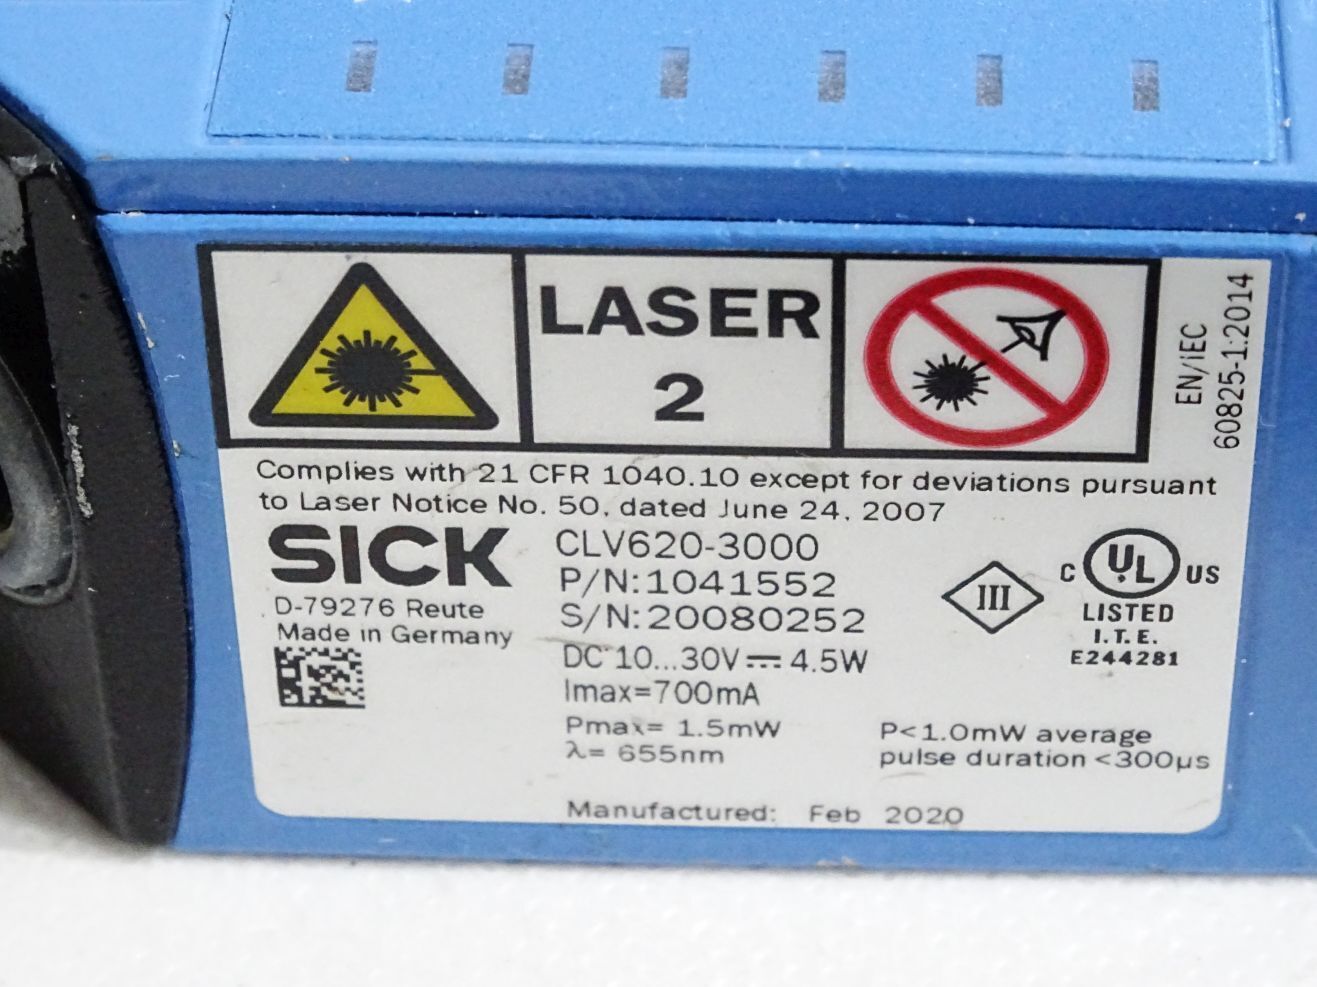 LASER
2
EN/IEC
60825-1:2014
Complies with 21 CFR 1040.10 except for deviations pursuant
to Laser Notice No. 50, dated June 24, 2007
SICK
D-79276 Reute
Made in Germany
CLV620-3000
P/N:1041552
S/N:20080252
DC 10...30V⎓ 4.5W
Imax=700mA
Pmax= 1.5mW
λ= 655nm
III
C UL US
LISTED
I.T.E.
E244281
P<1.0mW average
pulse duration <300µs
Manufactured: Feb 2020